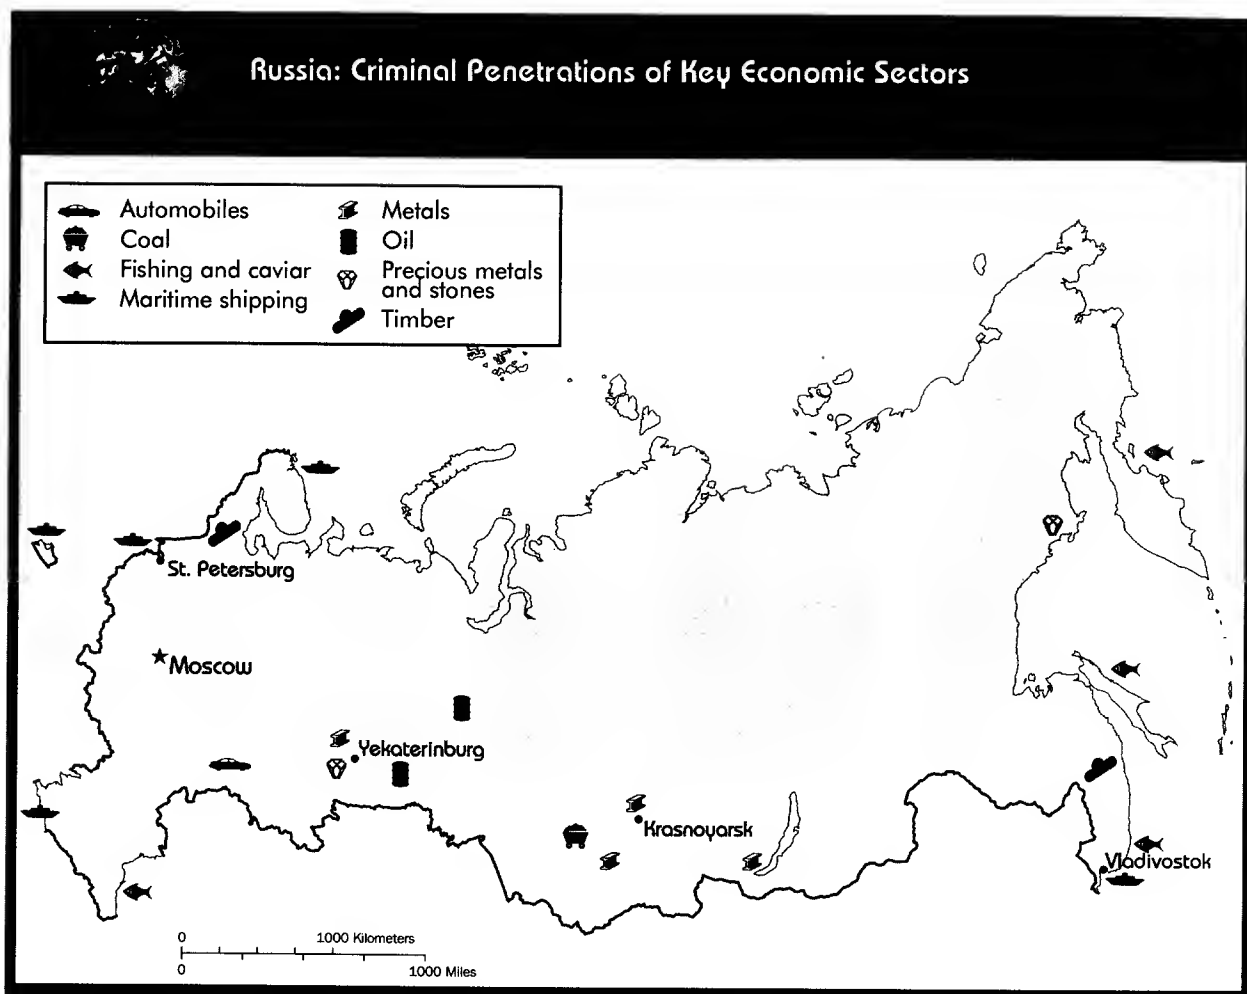 Russia: Criminal Penetrations of Key Economic Sectors
Automobiles
Coal
Fishing and caviar
Maritime shipping
Metals
Oil
Precious metals
and stones
Timber
St. Petersburg
Moscow
Yekaterinburg
Krasnoyarsk
Vladivostok
0 1000 Kilometers
0 1000 Miles